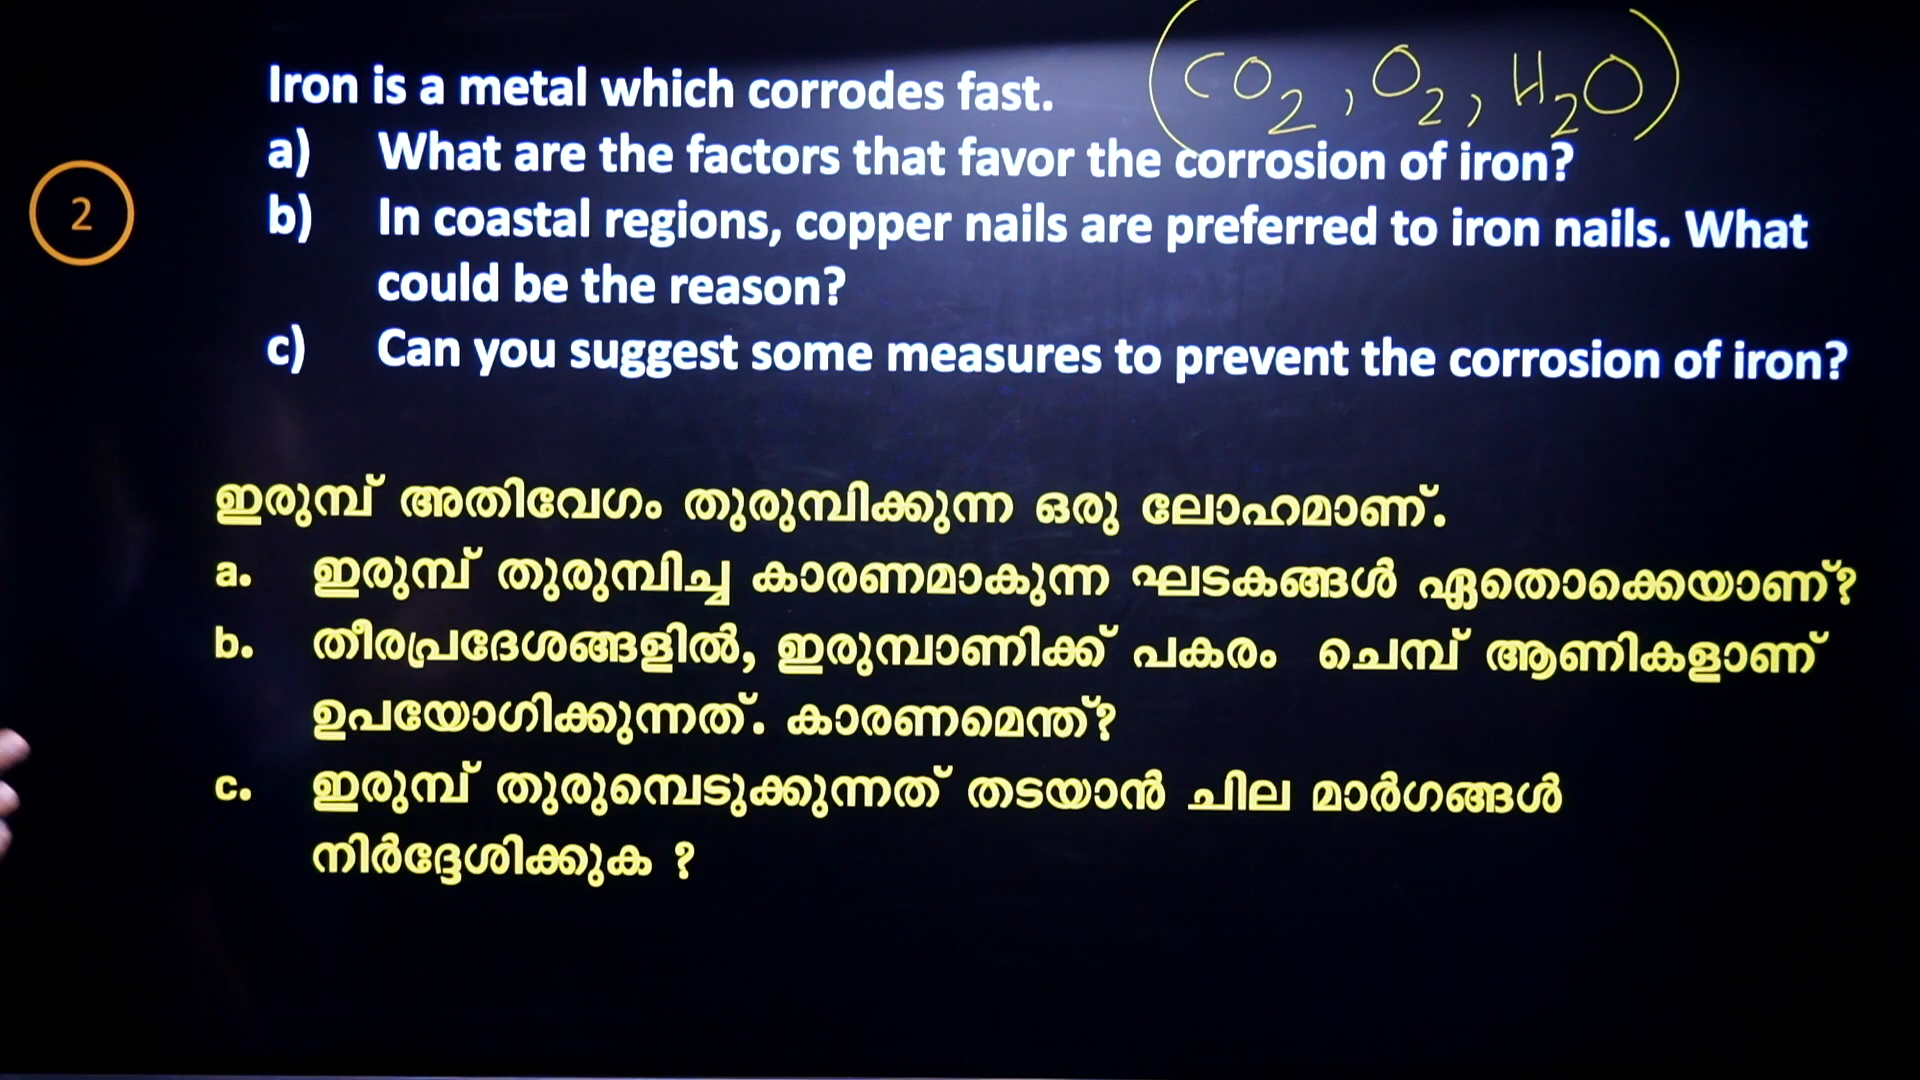 (CO2, O2, H2O)
Iron is a metal which corrodes fast.
a) What are the factors that favor the corrosion of iron?
2
b) In coastal regions, copper nails are preferred to iron nails. What
could be the reason?
c) Can you suggest some measures to prevent the corrosion of iron?
ഇരുമ്പ് അതിവേഗം തുരുമ്പിക്കുന്ന ഒരു ലോഹമാണ്.
a. ഇരുമ്പ് തുരുമ്പിച്ച കാരണമാകുന്ന ഘടകങ്ങൾ ഏതൊക്കെയാണ്?
b. തീരപ്രദേശങ്ങളിൽ, ഇരുമ്പാണിക്ക് പകരം ചെമ്പ് ആണികളാണ്
ഉപയോഗിക്കുന്നത്. കാരണമെന്ത്?
c. ഇരുമ്പ് തുരുമ്പെടുക്കുന്നത് തടയാൻ ചില മാർഗങ്ങൾ
നിർദ്ദേശിക്കുക ?